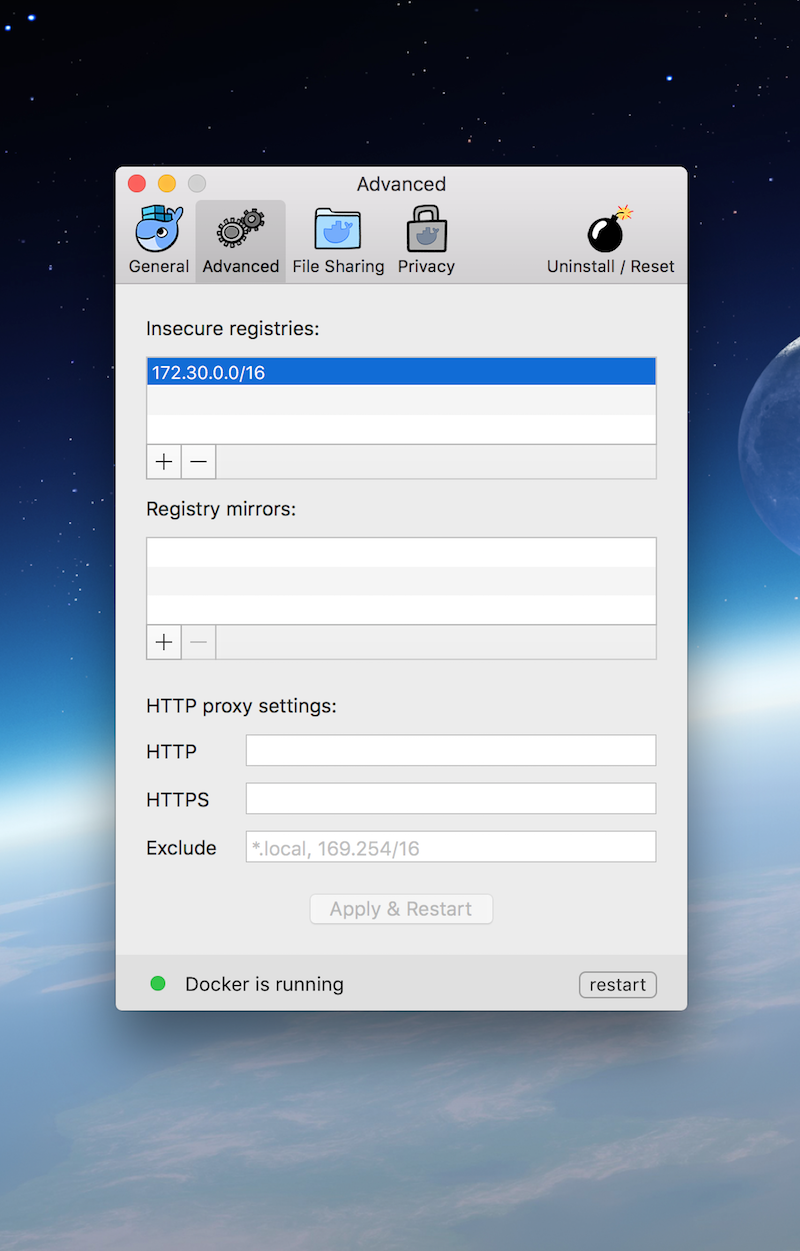 Advanced
General
Advanced
File Sharing
Privacy
Uninstall / Reset
Insecure registries:
172.30.0.0/16
Registry mirrors:
HTTP proxy settings:
HTTP
HTTPS
Exclude
*.local, 169.254/16
Apply & Restart
Docker is running
restart